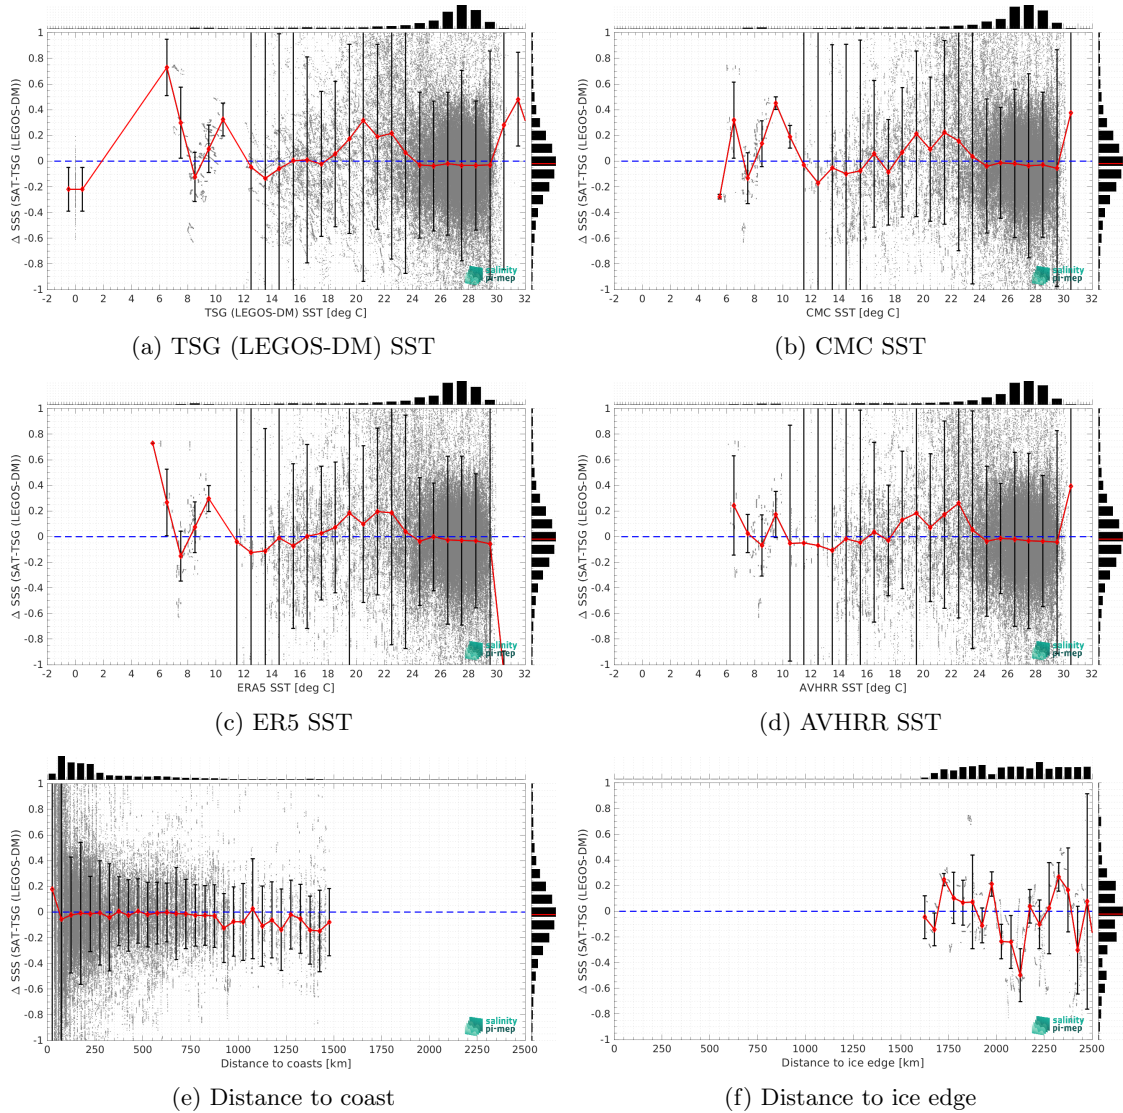 1
0.8
0.6
0.4
0.2
0
-0.2
-0.4
-0.6
-0.8
-1
Δ SSS (SAT-TSG (LEGOS-DM))
-2 0 2 4 6 8 10 12 14 16 18 20 22 24 26 28 30 32
TSG (LEGOS-DM) SST [deg C]
salinity
pi-mep
(a) TSG (LEGOS-DM) SST
1
0.8
0.6
0.4
0.2
0
-0.2
-0.4
-0.6
-0.8
-1
Δ SSS (SAT-TSG (LEGOS-DM))
-2 0 2 4 6 8 10 12 14 16 18 20 22 24 26 28 30 32
CMC SST [deg C]
salinity
pi-mep
(b) CMC SST
1
0.8
0.6
0.4
0.2
0
-0.2
-0.4
-0.6
-0.8
-1
Δ SSS (SAT-TSG (LEGOS-DM))
-2 0 2 4 6 8 10 12 14 16 18 20 22 24 26 28 30 32
ERA5 SST [deg C]
salinity
pi-mep
(c) ER5 SST
1
0.8
0.6
0.4
0.2
0
-0.2
-0.4
-0.6
-0.8
-1
Δ SSS (SAT-TSG (LEGOS-DM))
-2 0 2 4 6 8 10 12 14 16 18 20 22 24 26 28 30 32
AVHRR SST [deg C]
salinity
pi-mep
(d) AVHRR SST
1
0.8
0.6
0.4
0.2
0
-0.2
-0.4
-0.6
-0.8
-1
Δ SSS (SAT-TSG (LEGOS-DM))
0 250 500 750 1000 1250 1500 1750 2000 2250 2500
Distance to coasts [km]
salinity
pi-mep
(e) Distance to coast
1
0.8
0.6
0.4
0.2
0
-0.2
-0.4
-0.6
-0.8
-1
Δ SSS (SAT-TSG (LEGOS-DM))
0 250 500 750 1000 1250 1500 1750 2000 2250 2500
Distance to ice edge [km]
salinity
pi-mep
(f) Distance to ice edge